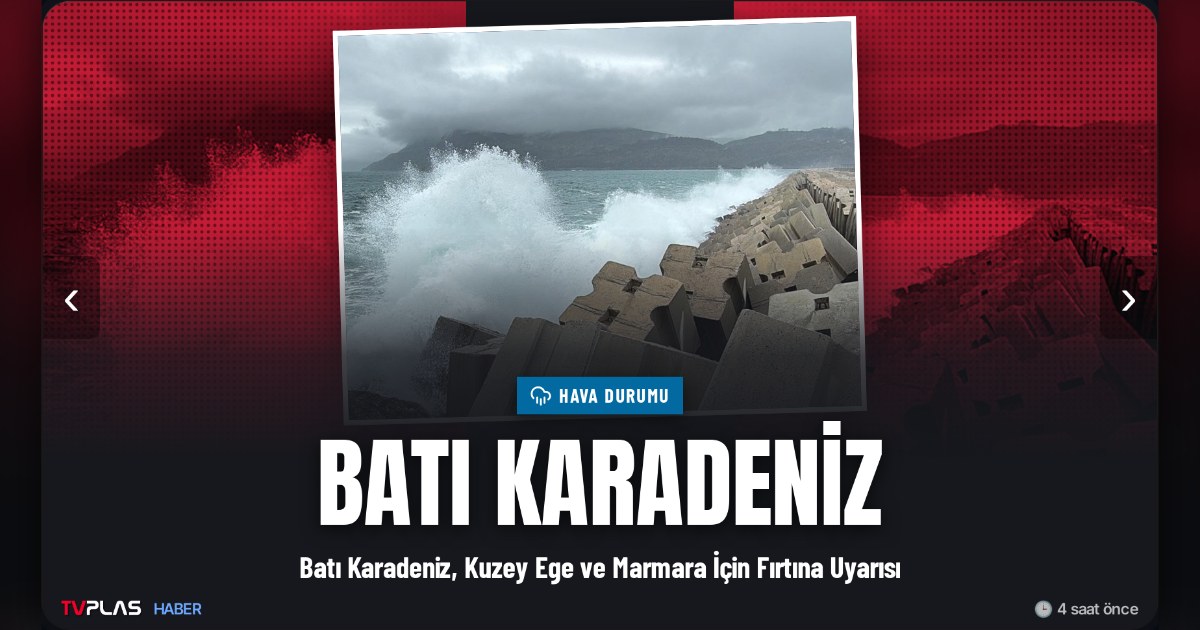 HAVA DURUMU
BATI KARADENİZ
Batı Karadeniz, Kuzey Ege ve Marmara İçin Fırtına Uyarısı
TVPLAS HABER
4 saat önce